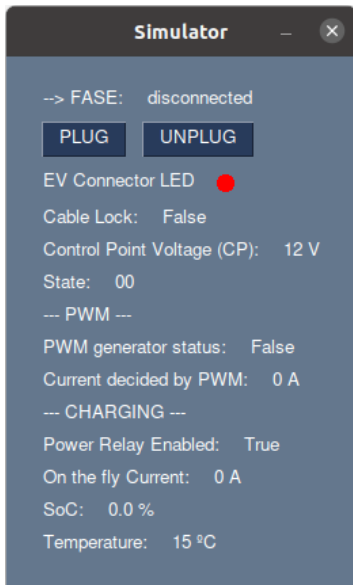 Simulator
--> FASE: disconnected
PLUG UNPLUG
EV Connector LED
Cable Lock: False
Control Point Voltage (CP): 12 V
State: 00
--- PWM ---
PWM generator status: False
Current decided by PWM: 0 A
--- CHARGING ---
Power Relay Enabled: True
On the fly Current: 0 A
SoC: 0.0 %
Temperature: 15 ºC